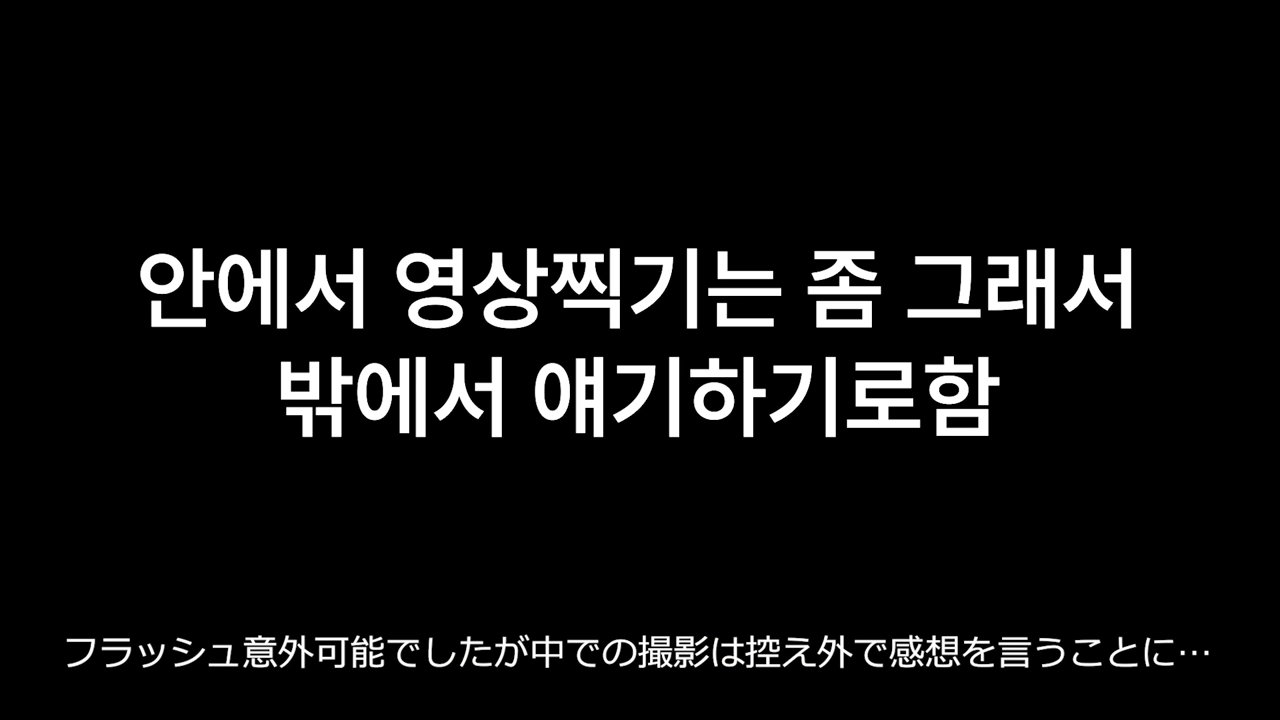 안에서 영상찍기는 좀 그래서
밖에서 얘기하기로함
フラッシュ意外可能でしたが中での撮影は控え外で感想を言うことに…